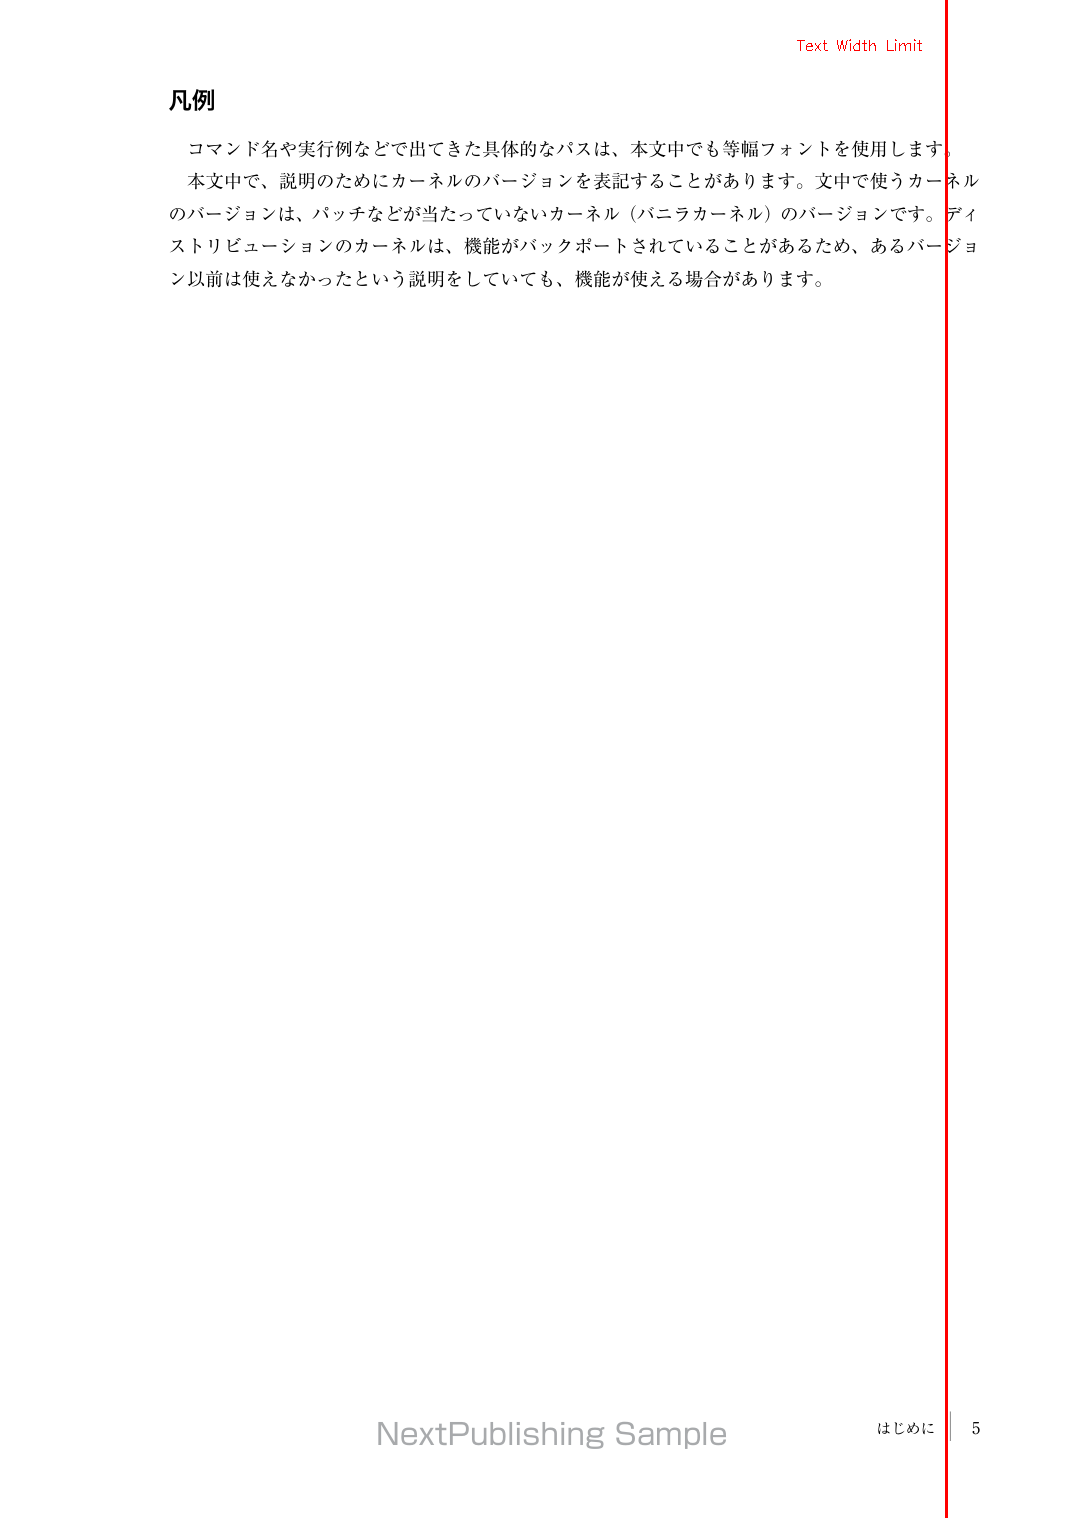 Text Width Limit
凡例
コマンド名や実行例などで出てきた具体的なパスは、本文中でも等幅フォントを使用します。
本文中で、説明のためにカーネルのバージョンを表記することがあります。文中で使うカーネル
のバージョンは、パッチなどが当たっていないカーネル（バニラカーネル）のバージョンです。ディ
ストリビューションのカーネルは、機能がバックポートされていることがあるため、あるバージョ
ン以前は使えなかったという説明をしていても、機能が使える場合があります。
NextPublishing Sample
はじめに 5